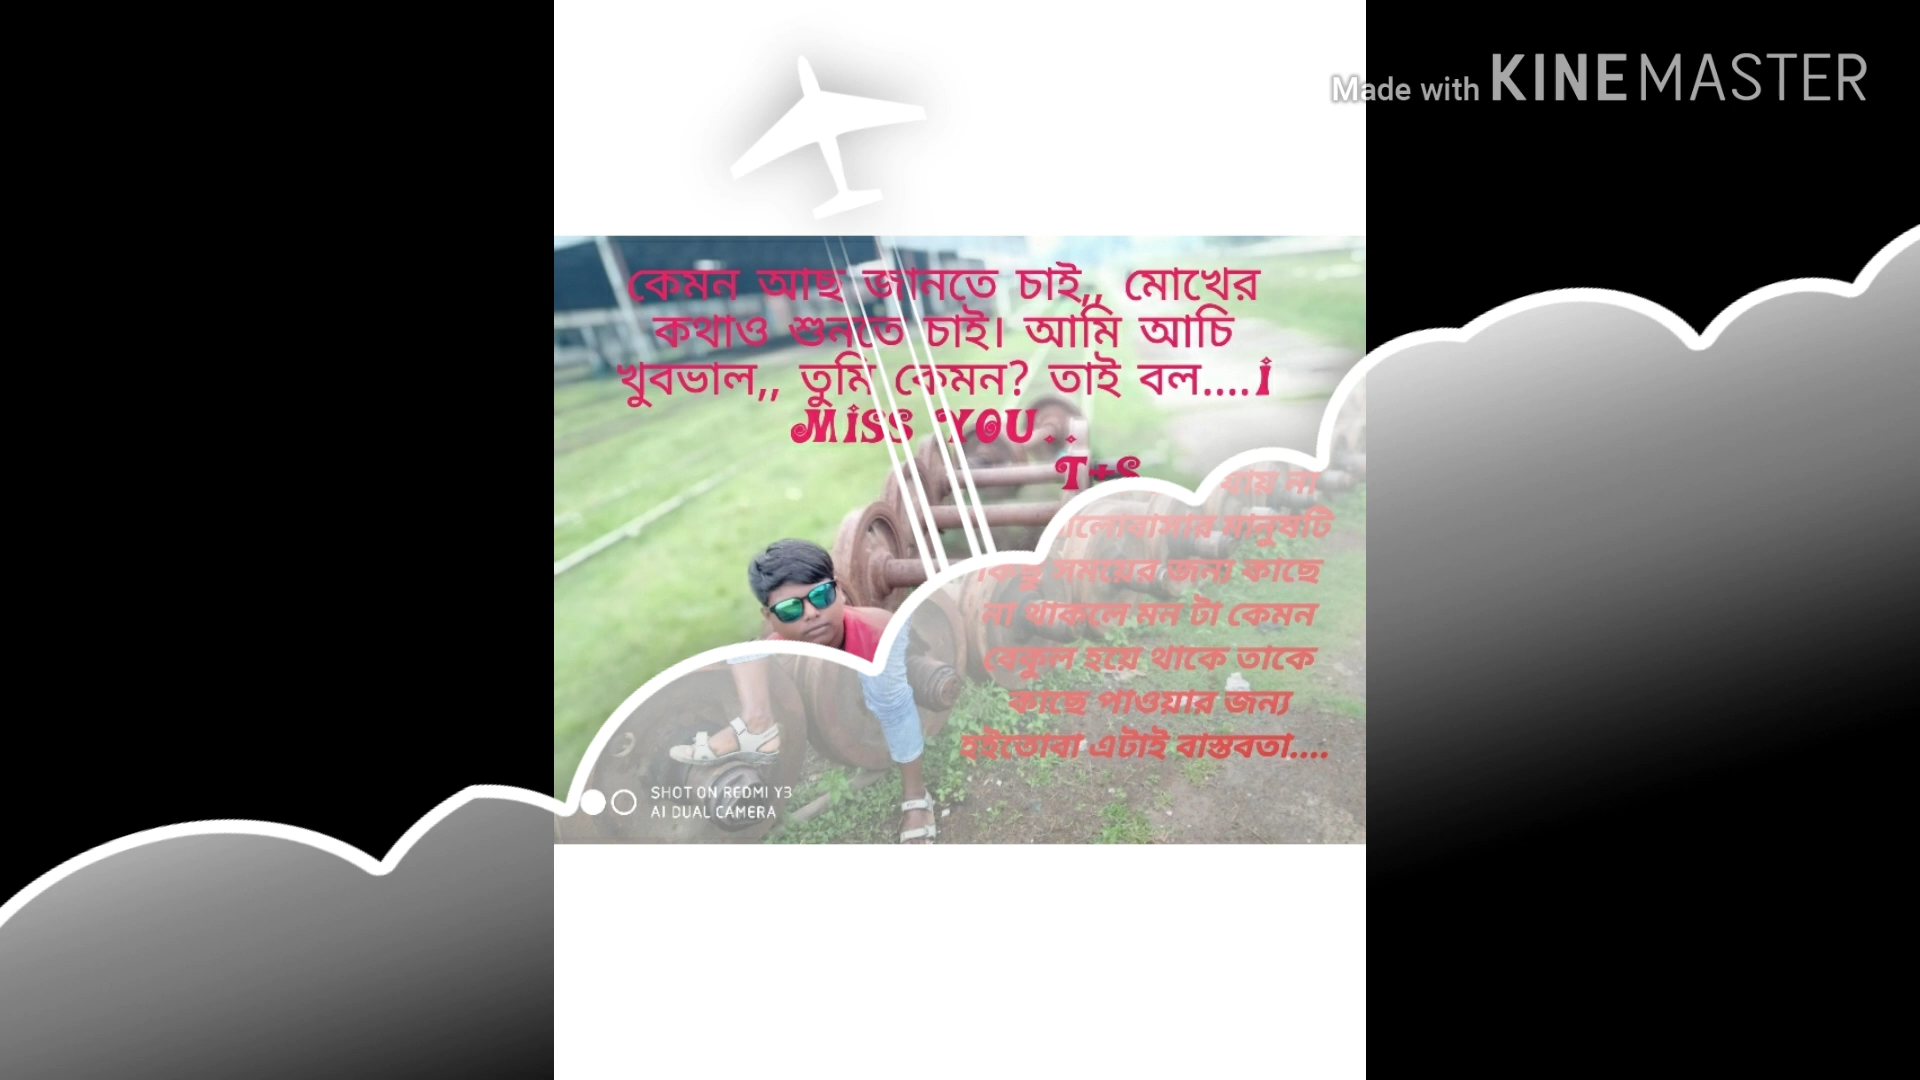 Made with KINEMASTER
কেমন আছ জানতে চাই,, মোখের
কথাও শুনতে চাই। আমি আচি
খুবভাল,, তুমি কেমন? তাই বল....I
MISS YOU..
T+S
যায় না
মানুষটি
কিছু সময়ের জন্য কাছে
না থাকলে মন টা কেমন
বেকুল হয়ে থাকে তাকে
কাছে পাওয়ার জন্য
হইতোবা এটাই বাস্তবতা....
SHOT ON REDMI Y3
AI DUAL CAMERA